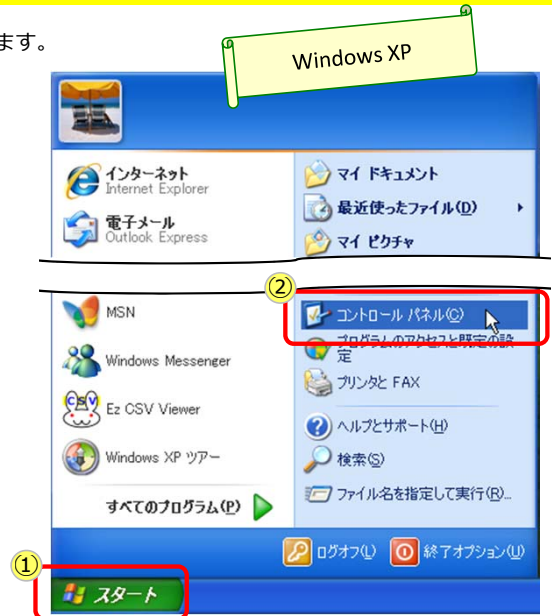 ます。
Windows XP
インターネット
Internet Explorer
電子メール
Outlook Express
マイ ドキュメント
最近使ったファイル(D)
マイ ピクチャ
②
MSN
Windows Messenger
Ez CSV Viewer
Windows XP ツアー
すべてのプログラム(P)
コントロール パネル(C)
プログラムのアクセスと既定の設
定
プリンタと FAX
ヘルプとサポート(H)
検索(S)
ファイル名を指定して実行(R)...
ログオフ(L)
終了オプション(U)
①
スタート